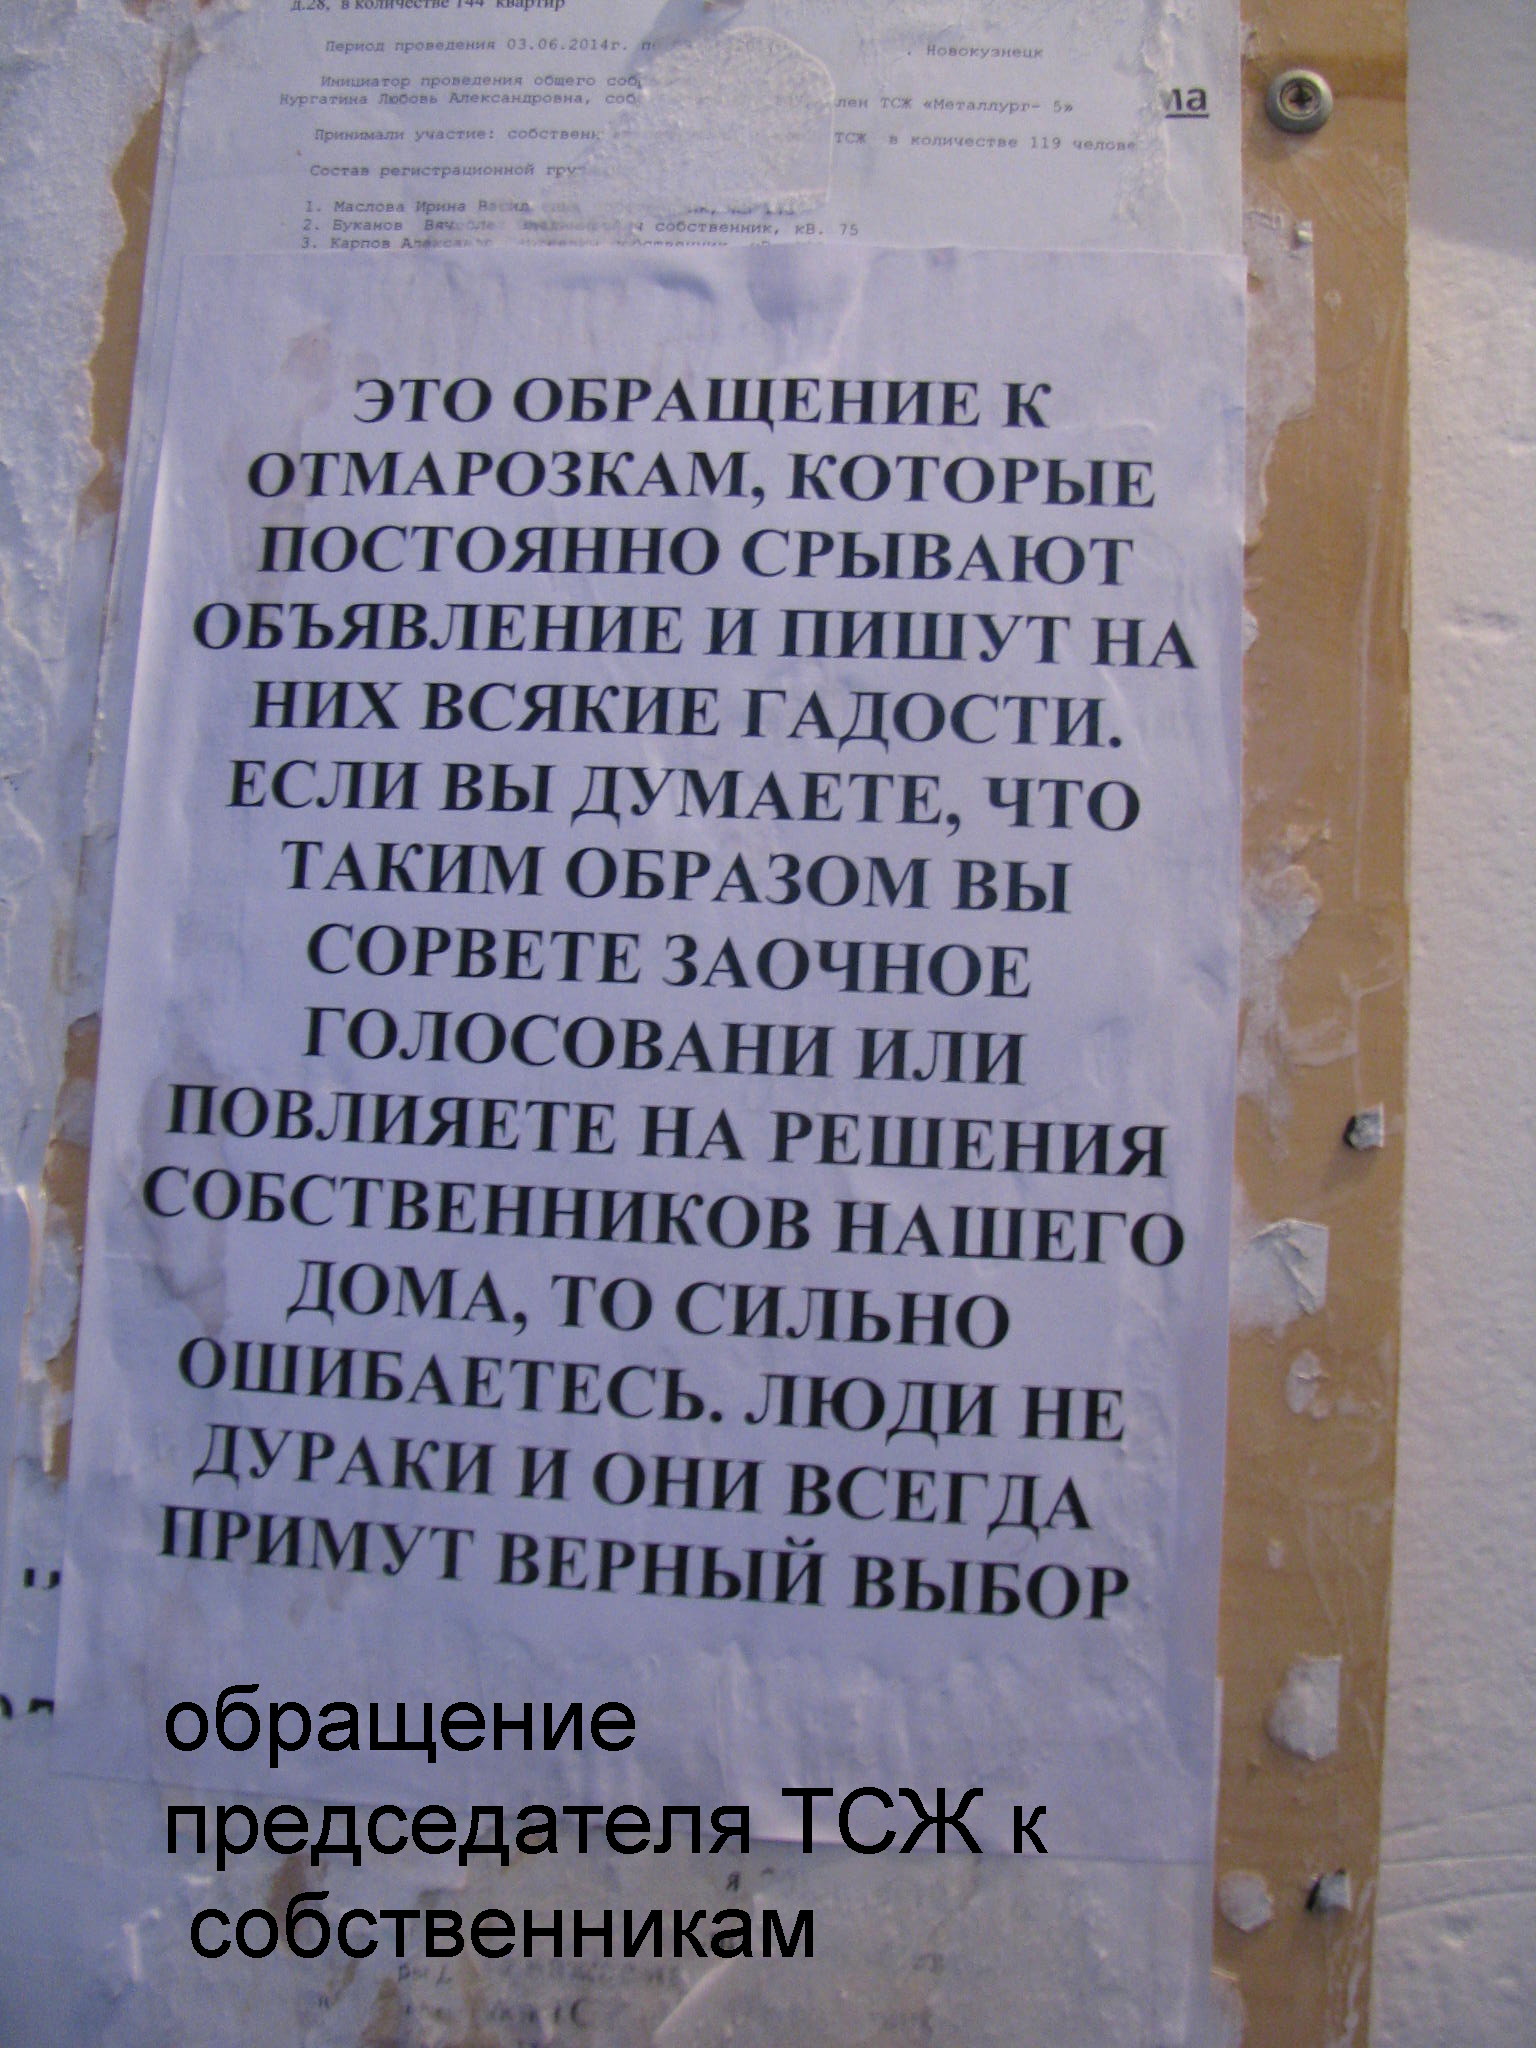 д.28, в количестве 144 квартир
Период проведения 03.06.2014г. Новокузнецк
Инициатор проведения общего
Нургатина Любовь Александровна, ТСЖ «Металлург- 5»
Принимали участие: ТСЖ в количестве 119
Состав регистрационной
1. Маслова Ирина
2. Буканов собственник, кВ. 75
3. Карпов
ЭТО ОБРАЩЕНИЕ К
ОТМАРОЗКАМ, КОТОРЫЕ
ПОСТОЯННО СРЫВАЮТ
ОБЪЯВЛЕНИЕ И ПИШУТ НА
НИХ ВСЯКИЕ ГАДОСТИ.
ЕСЛИ ВЫ ДУМАЕТЕ, ЧТО
ТАКИМ ОБРАЗОМ ВЫ
СОРВЕТЕ ЗАОЧНОЕ
ГОЛОСОВАНИ ИЛИ
ПОВЛИЯЕТЕ НА РЕШЕНИЯ
СОБСТВЕННИКОВ НАШЕГО
ДОМА, ТО СИЛЬНО
ОШИБАЕТЕСЬ. ЛЮДИ НЕ
ДУРАКИ И ОНИ ВСЕГДА
ПРИМУТ ВЕРНЫЙ ВЫБОР
обращение
председателя ТСЖ к
собственникам